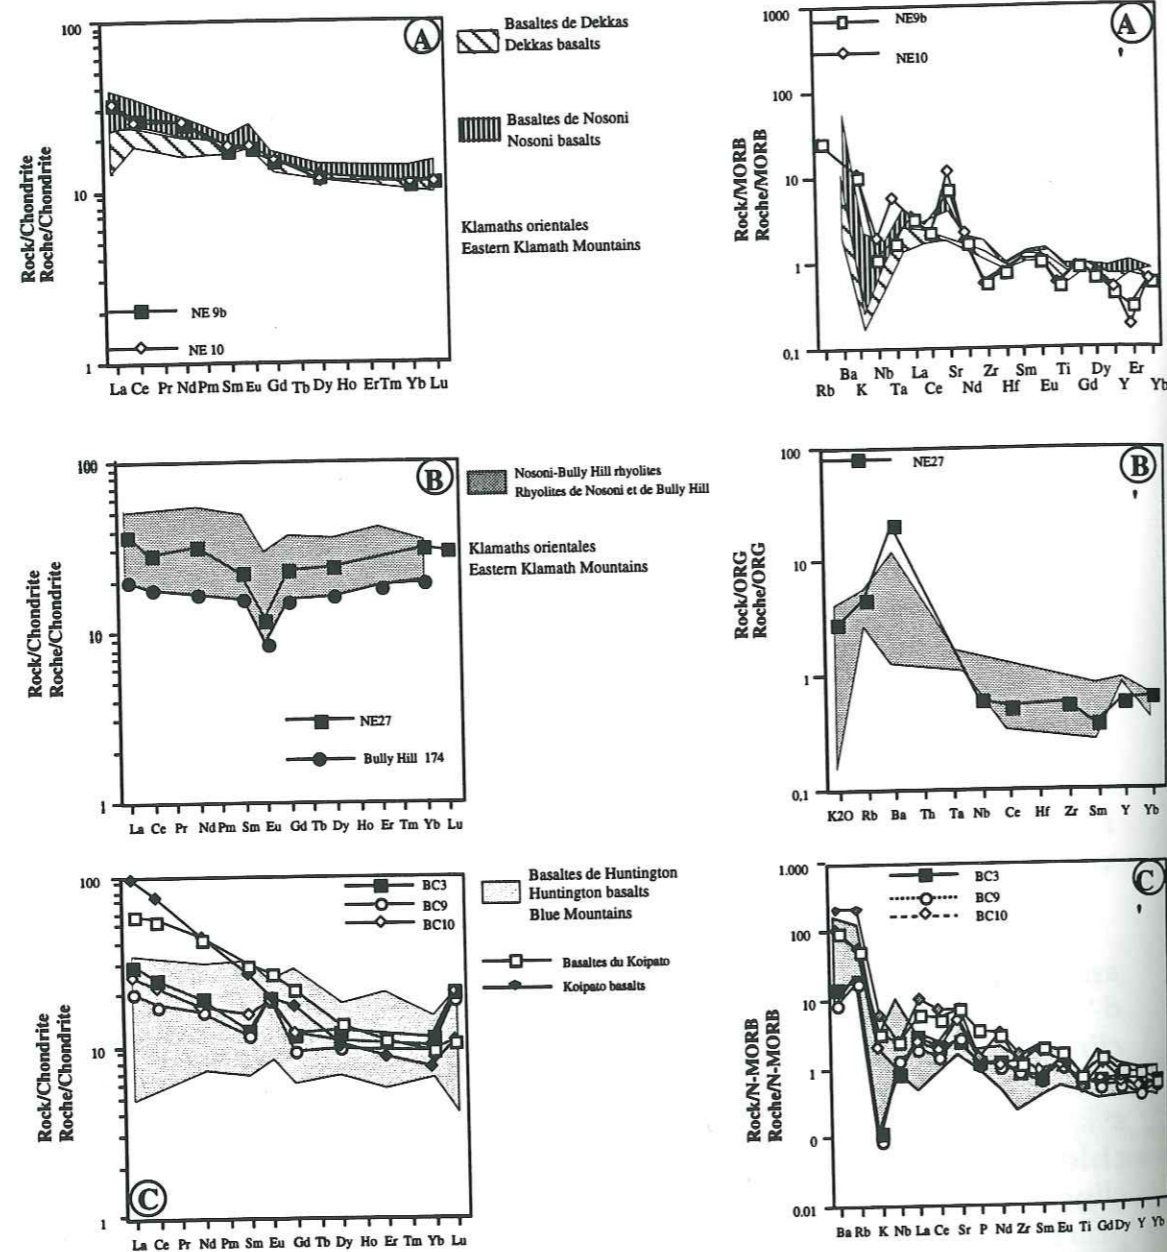 100
10
1
Rock/Chondrite
Roche/Chondrite
A
NE 9b
NE 10
La Ce Pr Nd Pm Sm Eu Gd Tb Dy Ho Er Tm Yb Lu
Basaltes de Dekkas
Dekkas basalts
Basaltes de Nosoni
Nosoni basalts
Klamaths orientales
Eastern Klamath Mountains
1000
100
10
1
0,1
Rock/MORB
Roche/MORB
A
'
NE9b
NE10
Ba Nb La Sr Zr Sm Ti Dy Er
Rb K Ta Ce Nd Hf Eu Gd Y Yb
100
10
1
Rock/Chondrite
Roche/Chondrite
B
NE27
Bully Hill 174
La Ce Pr Nd Pm Sm Eu Gd Tb Dy Ho Er Tm Yb Lu
Nosoni-Bully Hill rhyolites
Rhyolites de Nosoni et de Bully Hill
Klamaths orientales
Eastern Klamath Mountains
100
10
1
0,1
Rock/ORG
Roche/ORG
B
'
NE27
K2O Rb Ba Th Ta Nb Ce Hf Zr Sm Y Yb
100
10
1
Rock/Chondrite
Roche/Chondrite
C
BC3
BC9
BC10
La Ce Pr Nd Pm Sm Eu Gd Tb Dy Ho Er Tm Yb Lu
Basaltes de Huntington
Huntington basalts
Blue Mountains
Basaltes du Koipato
Koipato basalts
1.000
100
10
1
0
0.01
Rock/N-MORB
Roche/N-MORB
C
'
BC3
BC9
BC10
Ba Rb K Nb La Ce Sr P Nd Zr Sm Eu Ti Gd Dy Y Yb